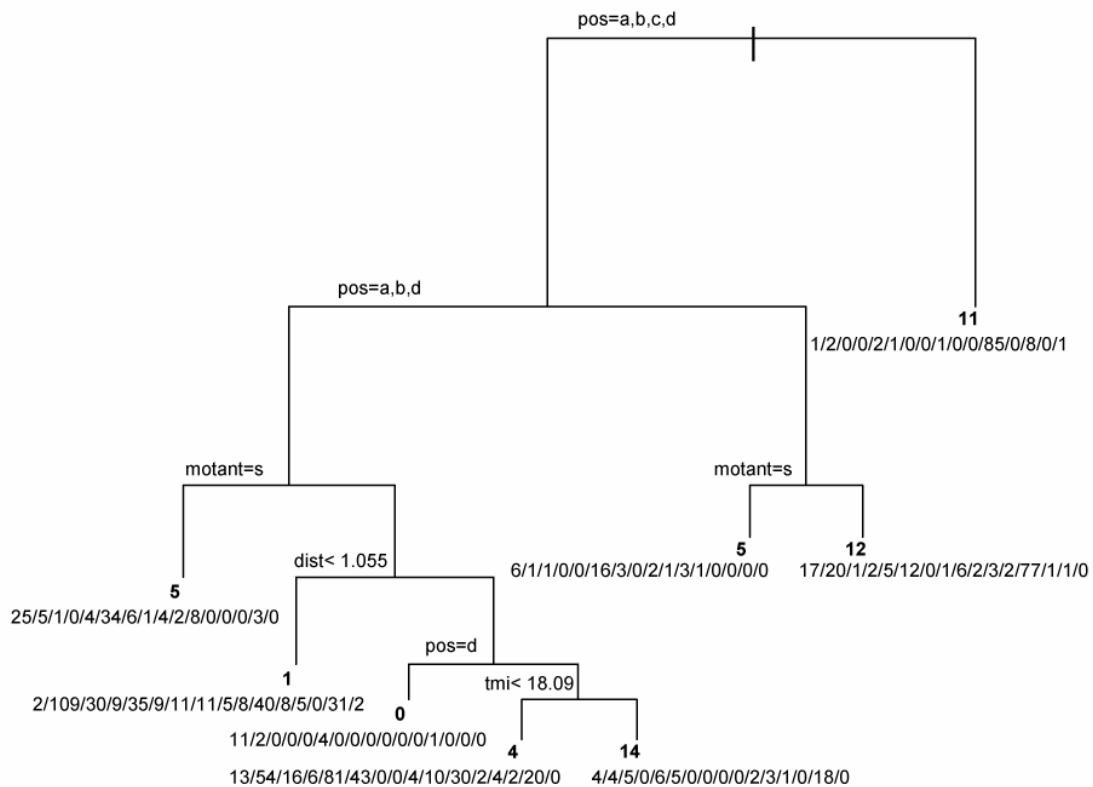 pos=a,b,c,d
pos=a,b,d
11
1/2/0/0/2/1/0/0/1/0/0/85/0/8/0/1
motant=s
motant=s
dist< 1.055
5
12
6/1/1/0/0/16/3/0/2/1/3/1/0/0/0/0
17/20/1/2/5/12/0/1/6/2/3/2/77/1/1/0
5
25/5/1/0/4/34/6/1/4/2/8/0/0/0/3/0
pos=d
1
tmi< 18.09
2/109/30/9/35/9/11/11/5/8/40/8/5/0/31/2
0
11/2/0/0/0/4/0/0/0/0/0/0/1/0/0/0
4
14
13/54/16/6/81/43/0/0/4/10/30/2/4/2/20/0
4/4/5/0/6/5/0/0/0/0/2/3/1/0/18/0